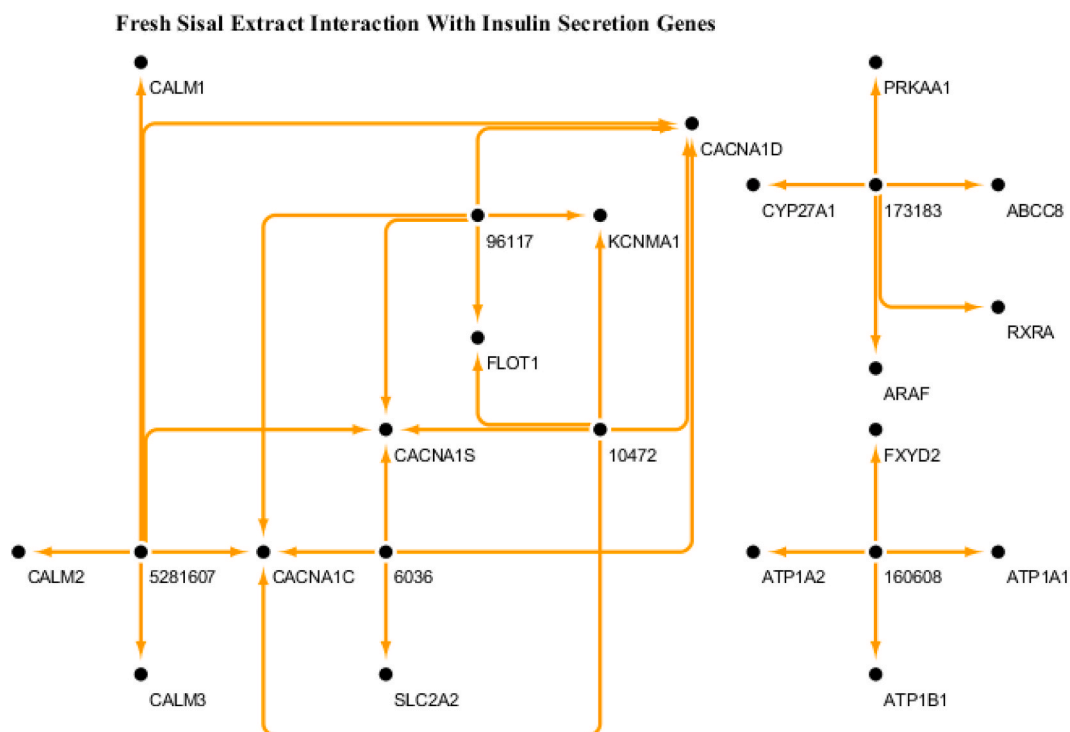 Fresh Sisal Extract Interaction With Insulin Secretion Genes
CALM1
PRKAA1
CACNA1D
CYP27A1
173183
ABCC8
96117
KCNMA1
RXRA
FLOT1
ARAF
CACNA1S
10472
FXYD2
CALM2
5281607
CACNA1C
6036
ATP1A2
160608
ATP1A1
CALM3
SLC2A2
ATP1B1